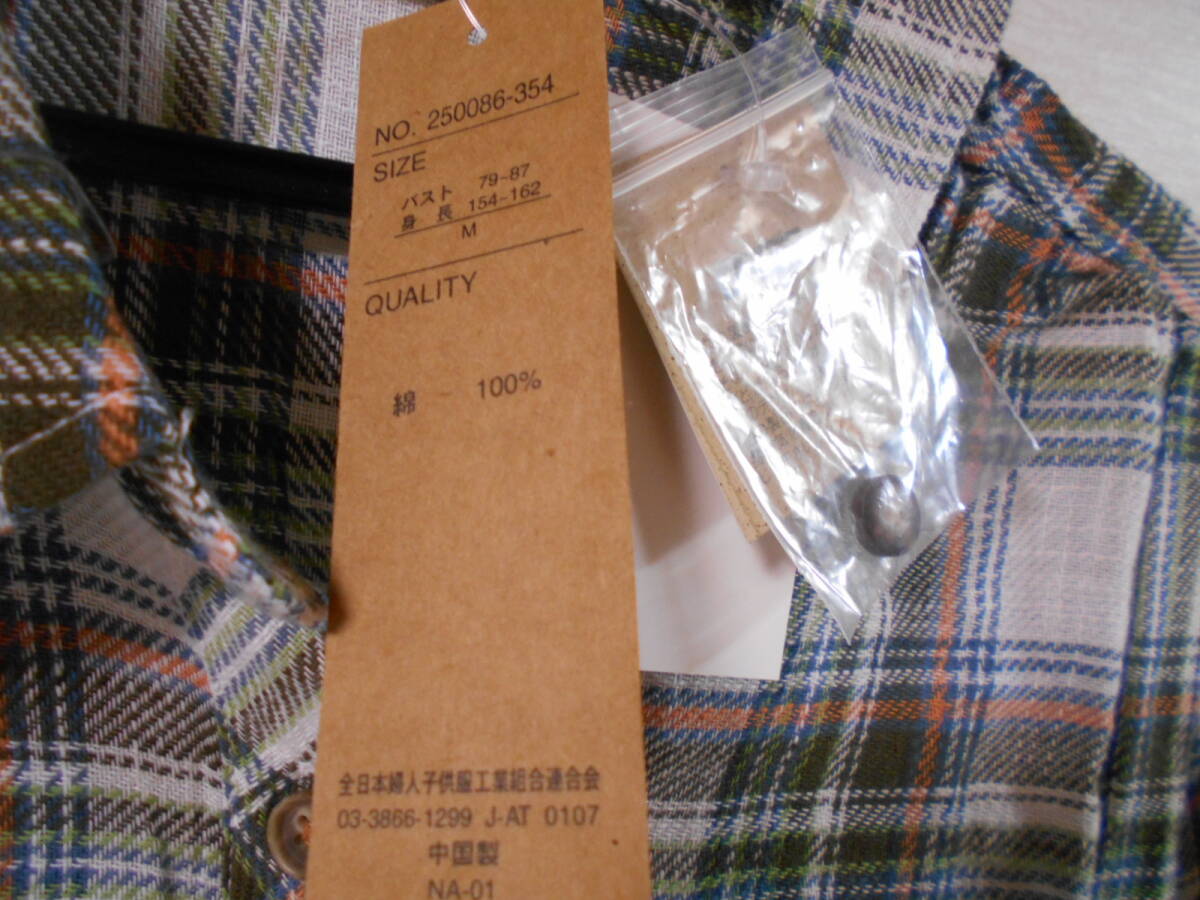 NO. 250086-354
SIZE
バスト 79~87
身 長 154~162
M
QUALITY
綿 100%
全日本婦人子供服工業組合連合会
03-3866-1299 J-AT 0107
中国製
NA-01